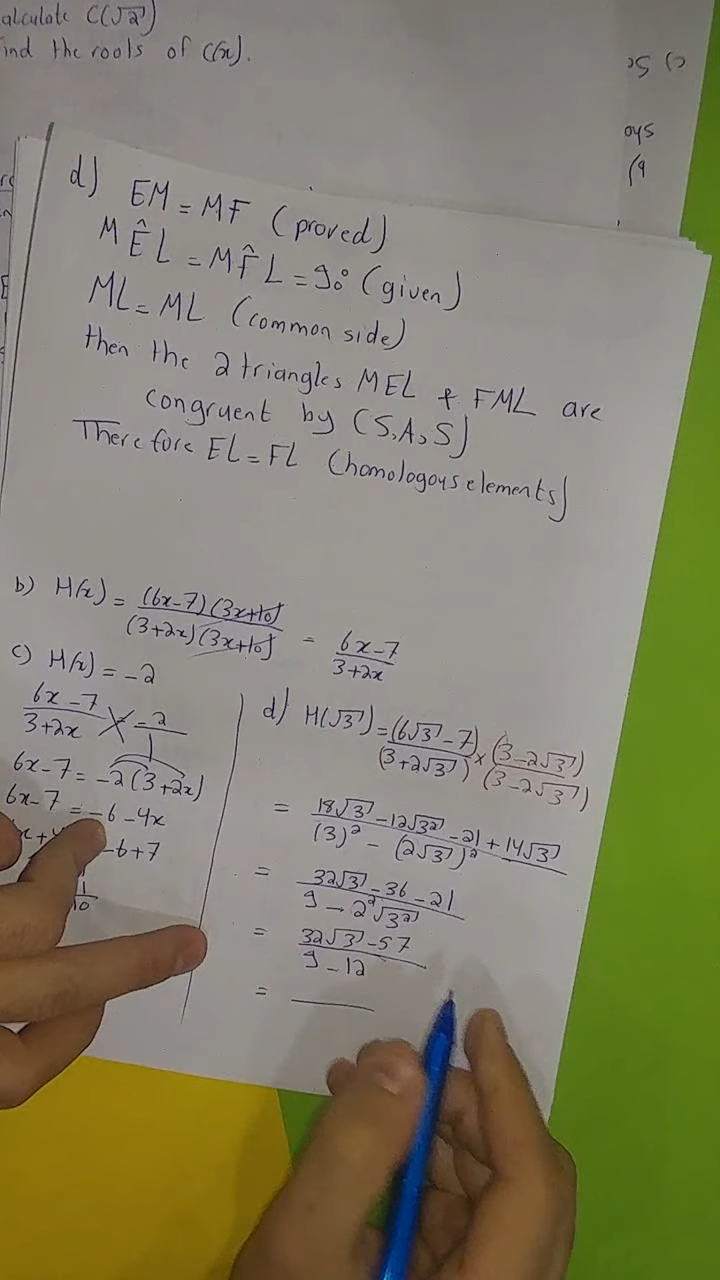 alculate C(√2)
ind the roots of C(x).
d) EM = MF (proved)
MÊL = MF̂L = 90° (given)
ML = ML (common side)
then the 2 triangles MEL & FML are
congruent by (S,A,S)
Therefore EL = FL (homologous elements)
b) H(x) = (6x-7)(3x+10) / (3+2x)(3x+10) = 6x-7 / 3+2x
c) H(x) = -2
6x-7 / 3+2x = -2 / 1
6x-7 = -2(3+2x)
6x-7 = -6-4x
-6+7
1 / 10
d) H(√3) = (6√3-7) / (3+2√3) × (3-2√3) / (3-2√3)
= 18√3 - 12√3² - 21 + 14√3 / (3)² - (2√3)²
= 32√3 - 36 - 21 / 9 - 2²√3²
= 32√3 - 57 / 9 - 12
=